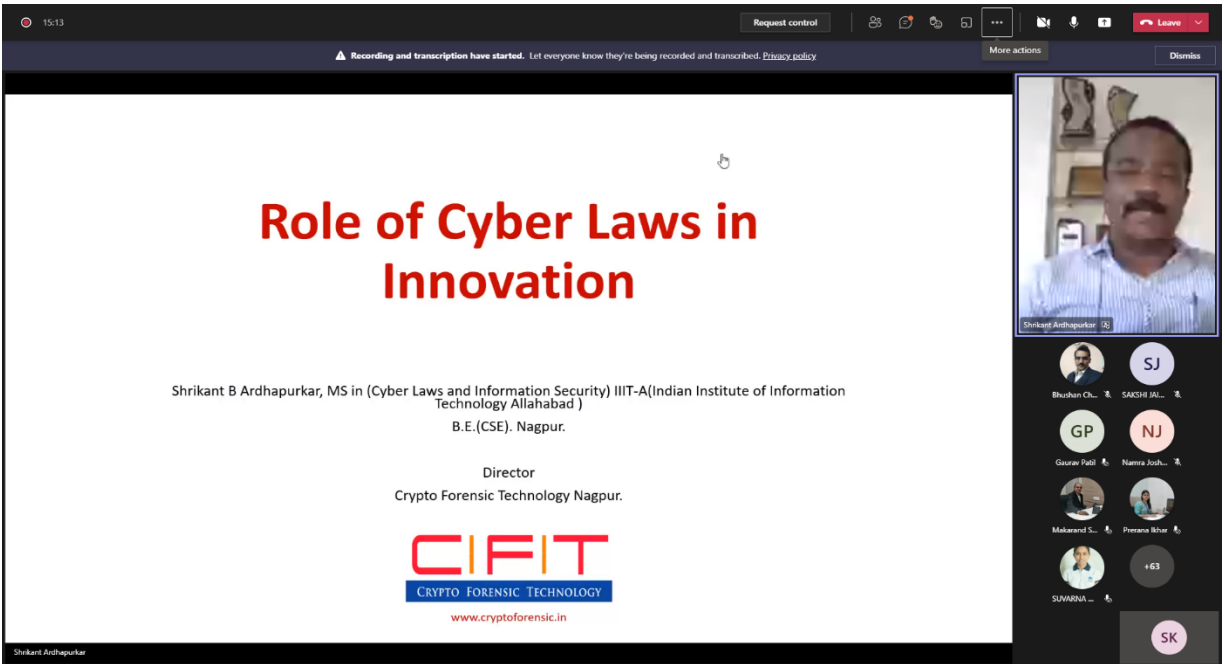 15:13
Request control
Leave
More actions
Recording and transcription have started. Let everyone know they're being recorded and transcribed. Privacy policy
Dismiss
Role of Cyber Laws in
Innovation
Shrikant B Ardhapurkar, MS in (Cyber Laws and Information Security) IIIT-A(Indian Institute of Information
Technology Allahabad )
B.E.(CSE). Nagpur.
Director
Crypto Forensic Technology Nagpur.
CIFIT
CRYPTO FORENSIC TECHNOLOGY
www.cryptoforensic.in
Shrikant Ardhapurkar
Shrikant Ardhapurkar
SJ
Bhushan Ch...
SAKSHI JAI...
GP
NJ
Gaurav Patil
Namra Josh...
Makarand S...
Prerana Ikhar
+63
SUVARNA ...
SK